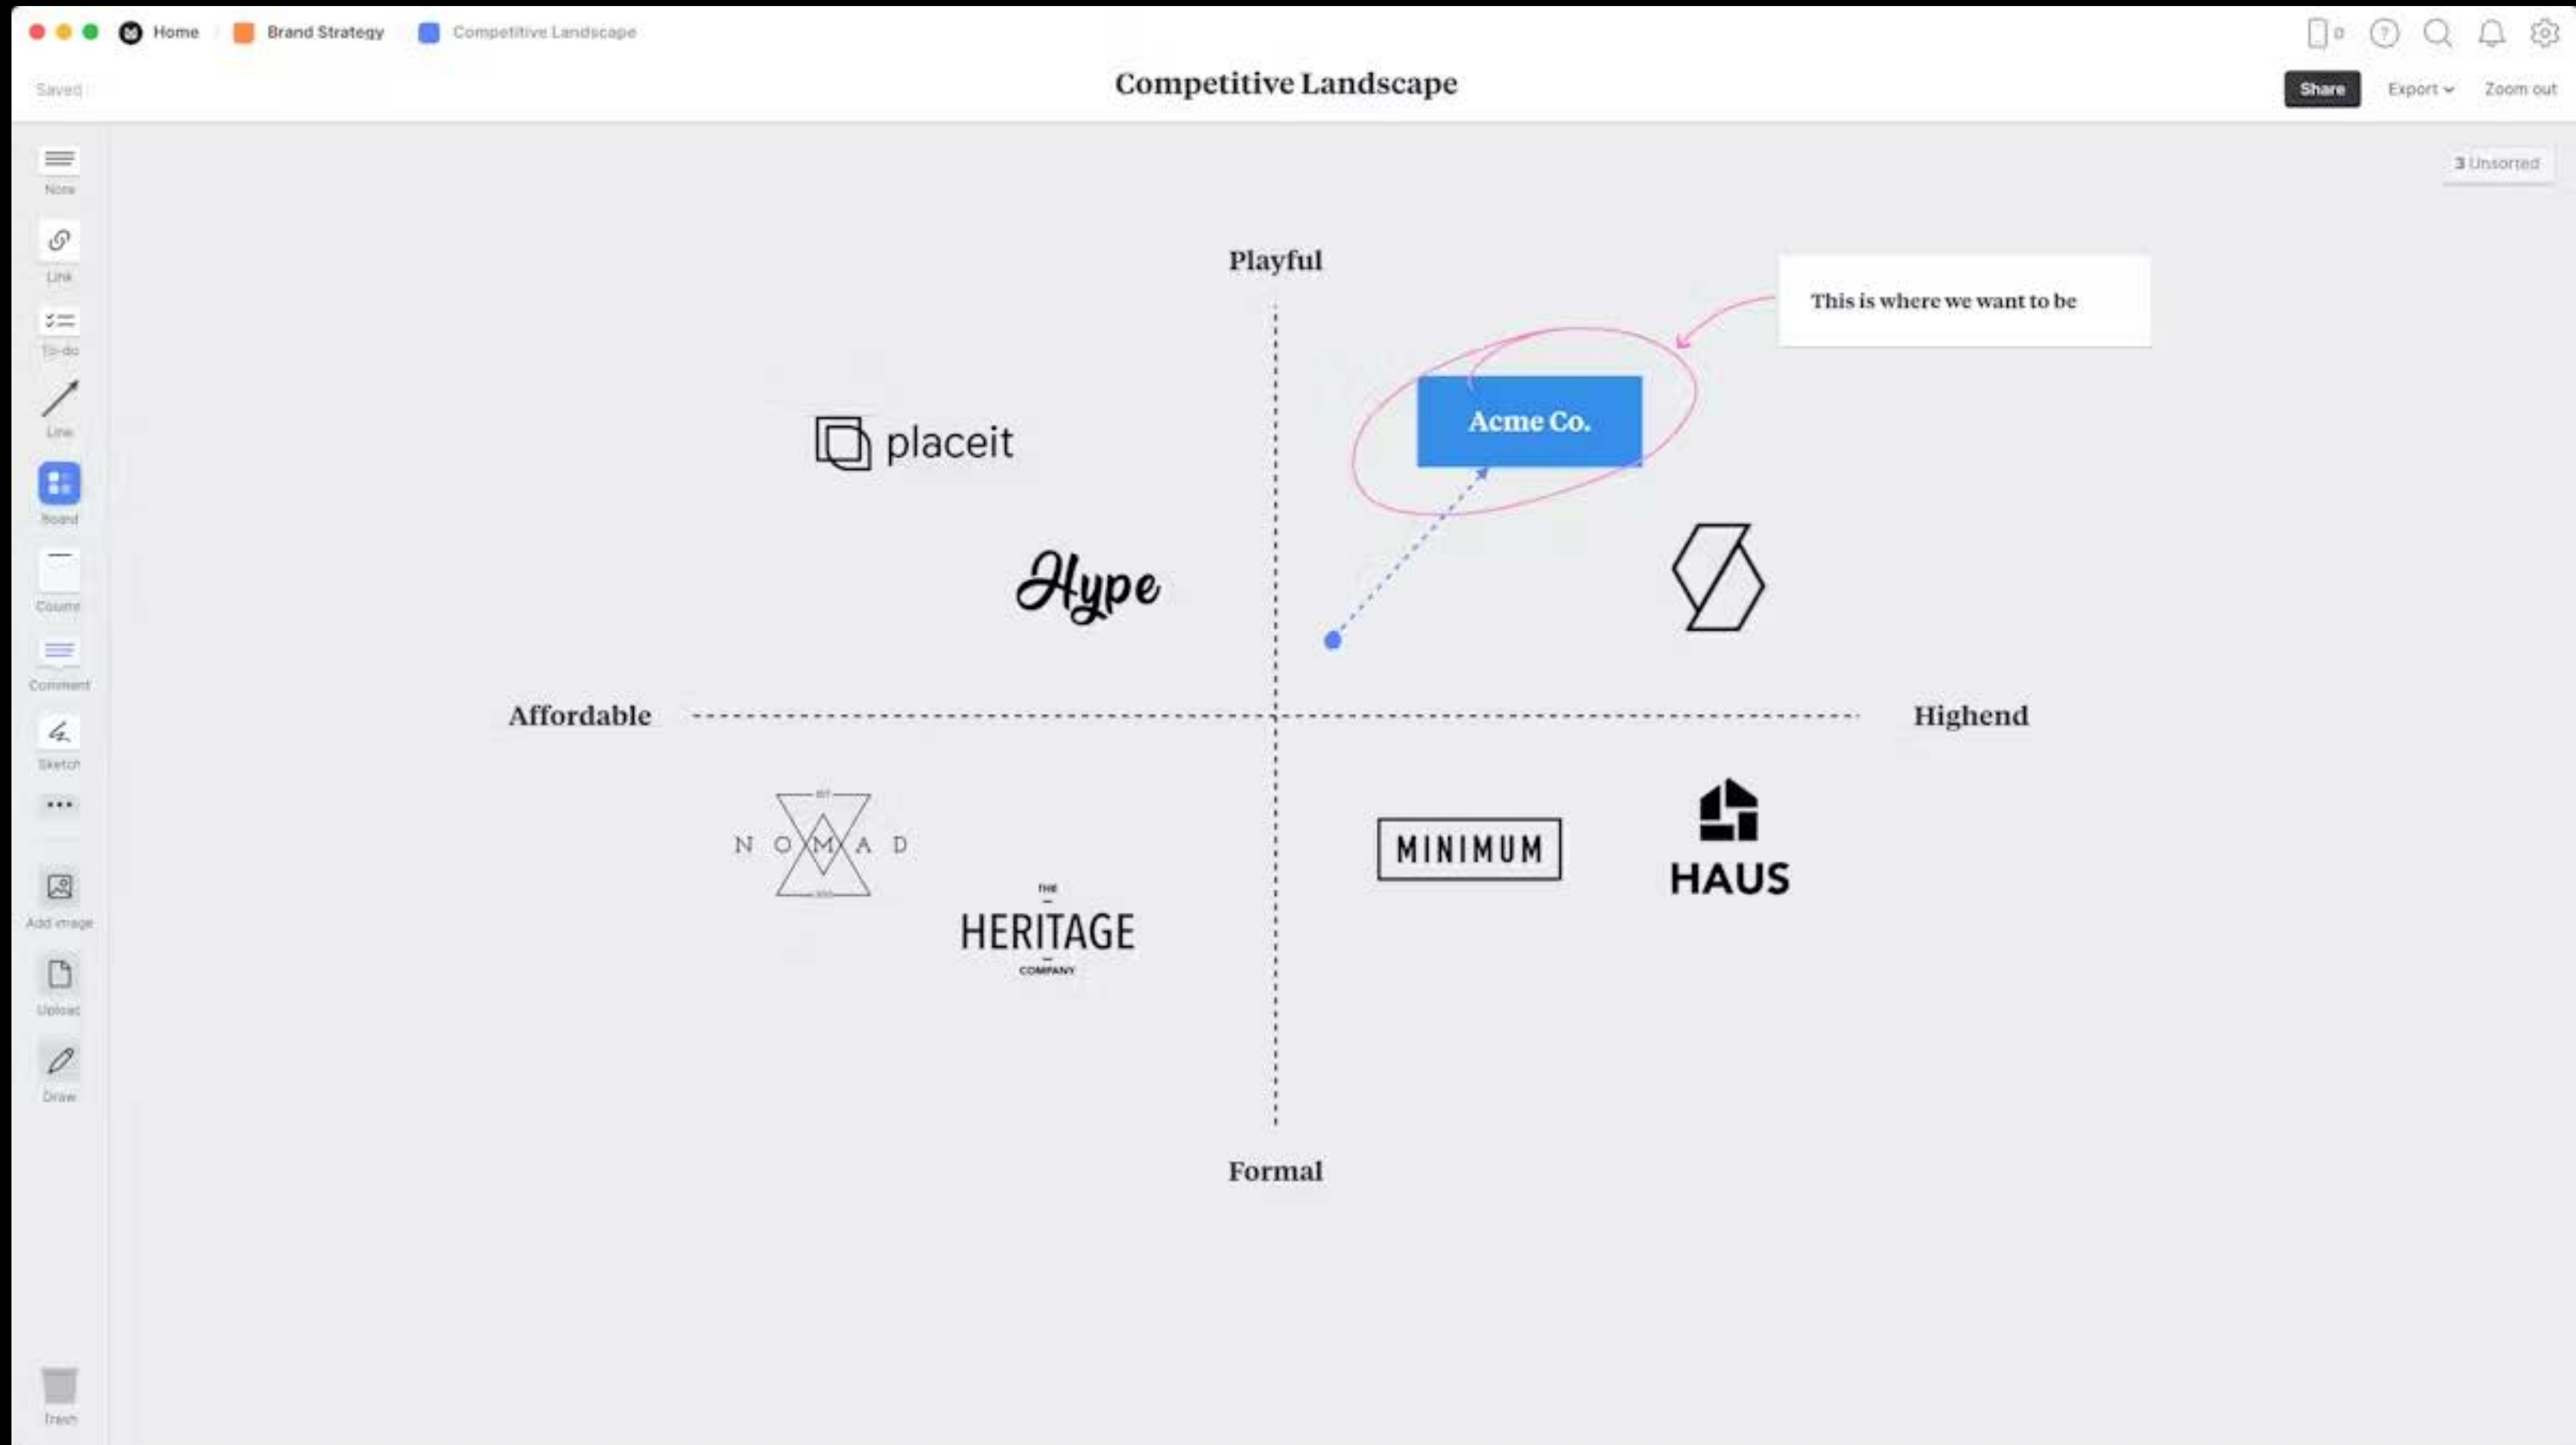 Home
Brand Strategy
Competitive Landscape
0
?
Saved
Competitive Landscape
Share
Export
Zoom out
Note
Link
To-do
Line
Board
Column
Comment
Sketch
Add image
Upload
Draw
Trash
3 Unsorted
Playful
This is where we want to be
Acme Co.
placeit
Hype
Affordable
Highend
NOMAD
MINIMUM
HAUS
THE
HERITAGE
COMPANY
Formal